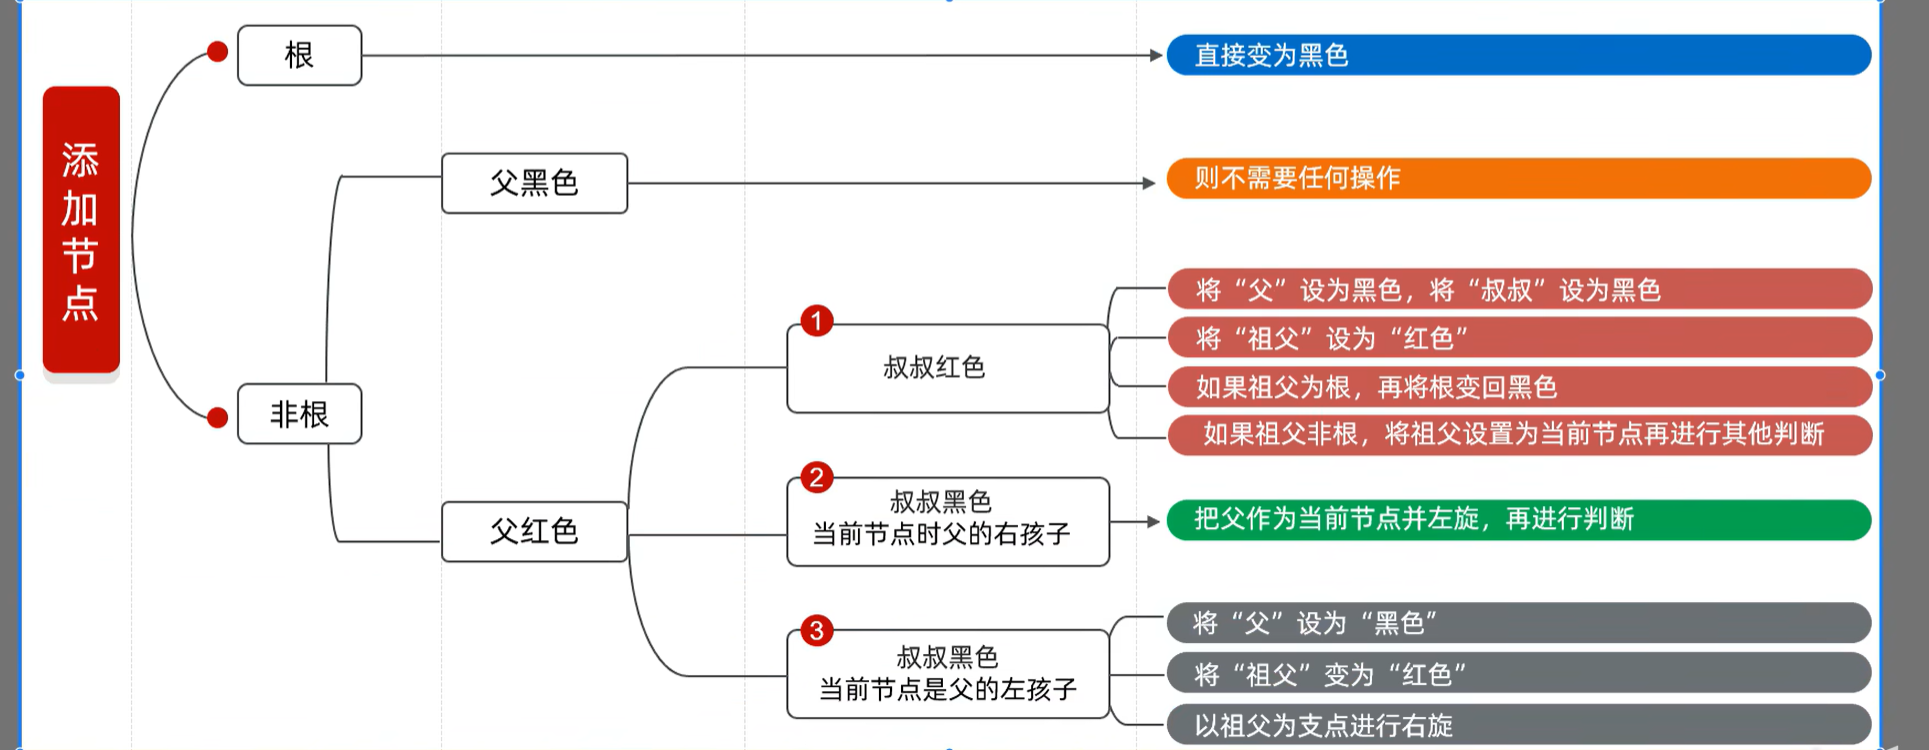 添加节点
根
直接变为黑色
非根
父黑色
则不需要任何操作
父红色
1
叔叔红色
将“父”设为黑色，将“叔叔”设为黑色
将“祖父”设为“红色”
如果祖父为根，再将根变回黑色
如果祖父非根，将祖父设置为当前节点再进行其他判断
2
叔叔黑色
当前节点时父的右孩子
把父作为当前节点并左旋，再进行判断
3
叔叔黑色
当前节点是父的左孩子
将“父”设为“黑色”
将“祖父”变为“红色”
以祖父为支点进行右旋